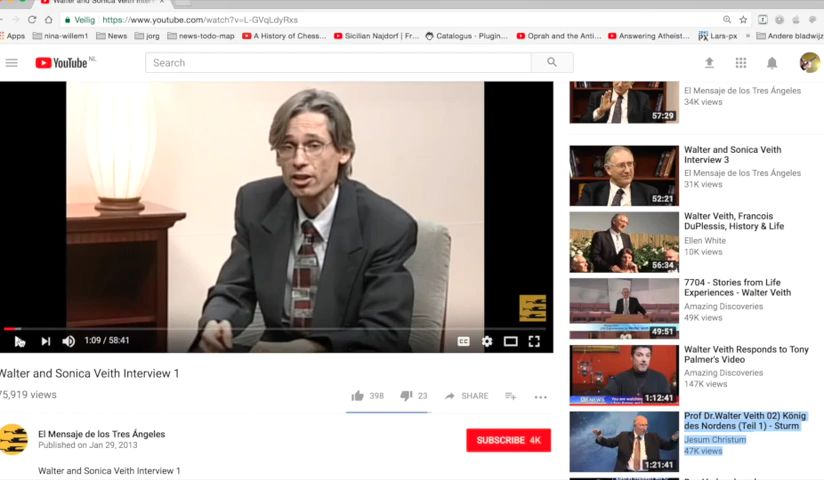 Walter and Sonica Veith Interv
Veilig
https://www.youtube.com/watch?v=L-GVqLdyRxs
Apps
nina-willem1
News
jorg
news-todo-map
A History of Chess...
Sicilian Najdorf | Fr...
Catalogus - Plugin...
Oprah and the Anti...
Answering Atheist...
Lars-px
»
Andere bladwijz
YouTube NL
Search
1:09 / 58:41
CC
Walter and Sonica Veith Interview 1
75,919 views
398
23
SHARE
El Mensaje de los Tres Ángeles
Published on Jan 29, 2013
SUBSCRIBE 4K
Walter and Sonica Veith Interview 1
El Mensaje de los Tres Ángeles
34K views
57:29
Walter and Sonica Veith
Interview 3
El Mensaje de los Tres Ángeles
31K views
52:21
Walter Veith, Francois
DuPlessis, History & Life
Ellen White
10K views
56:34
7704 - Stories from Life
Experiences - Walter Veith
Amazing Discoveries
49K views
49:51
Walter Veith Responds to Tony
Palmer's Video
Amazing Discoveries
147K views
1:12:41
Prof Dr.Walter Veith 02) König
des Nordens (Teil 1) - Sturm
Jesum Christum
47K views
1:21:41